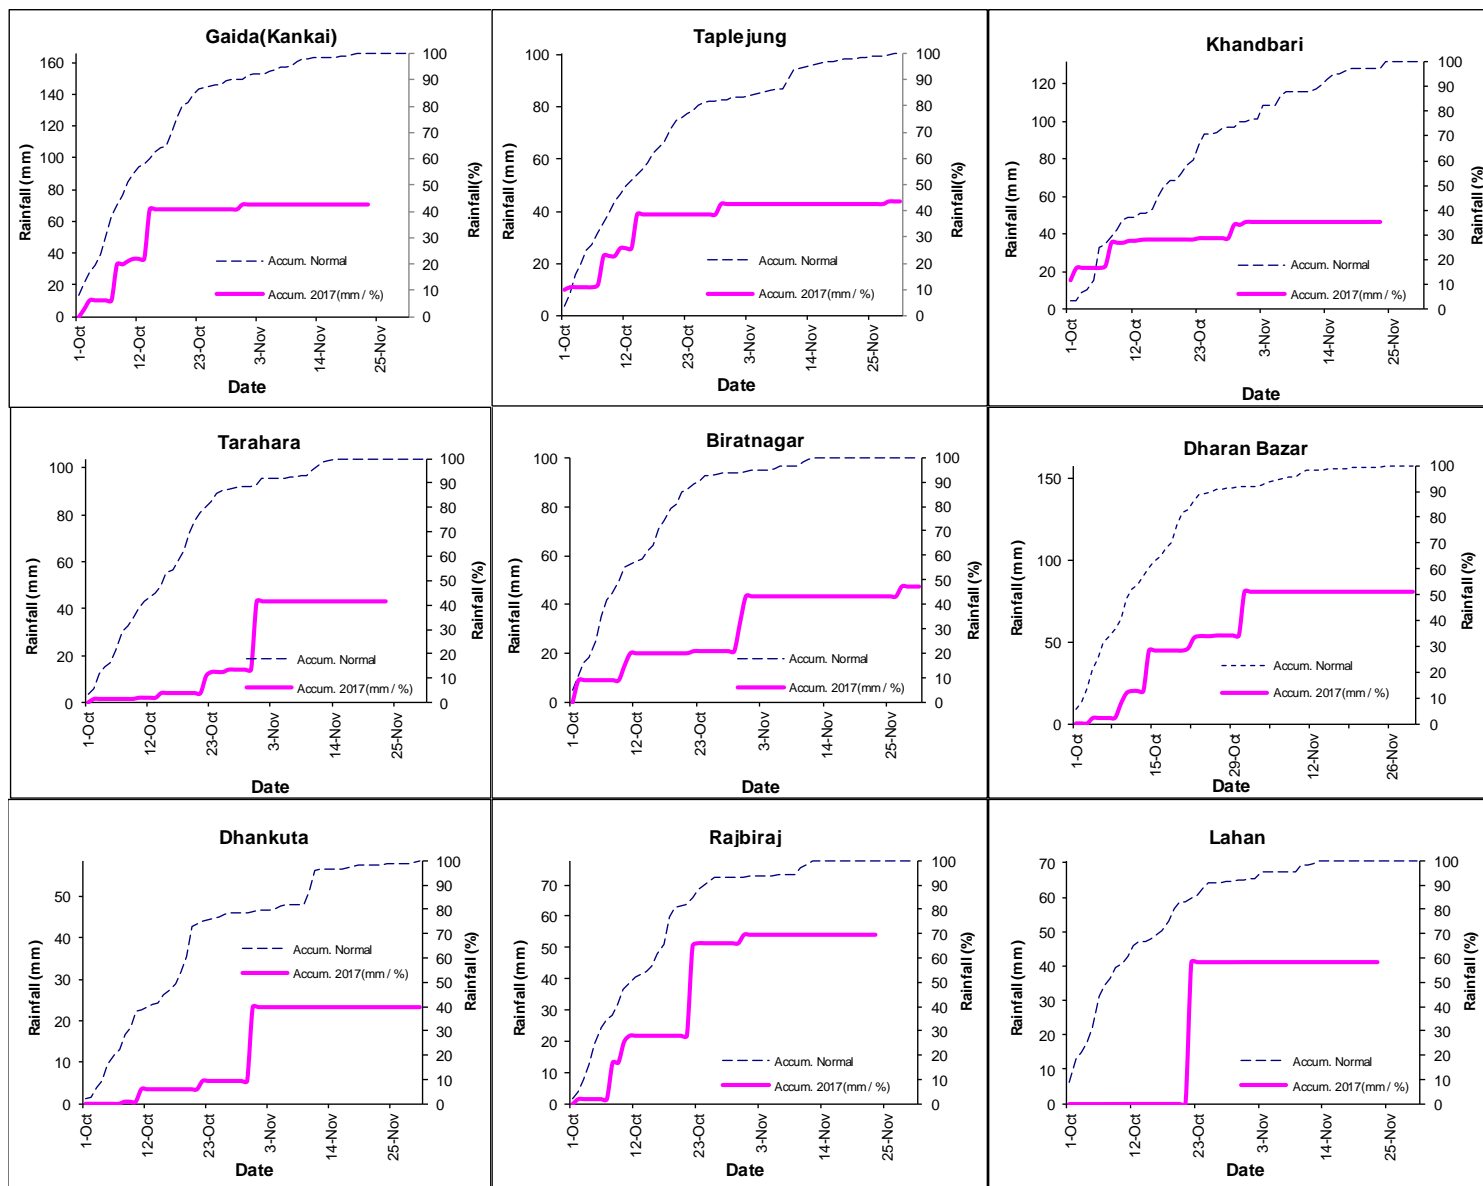 Gaida(Kankai)
160
140
120
100
80
60
40
20
0
100
90
80
70
60
50
40
30
20
10
0
Rainfall (mm)
Rainfall (%)
Accum. Normal
Accum. 2017(mm / %)
1-Oct
12-Oct
23-Oct
3-Nov
14-Nov
25-Nov
Date
Taplejung
100
80
60
40
20
0
100
90
80
70
60
50
40
30
20
10
0
Rainfall (mm)
Rainfall(%)
Accum. Normal
Accum. 2017(mm / %)
1-Oct
12-Oct
23-Oct
3-Nov
14-Nov
25-Nov
Date
Khandbari
120
100
80
60
40
20
0
100
90
80
70
60
50
40
30
20
10
0
Rainfall (mm)
Rainfall (%)
Accum. Normal
Accum. 2017(mm / %)
1-Oct
12-Oct
23-Oct
3-Nov
14-Nov
25-Nov
Date
Tarahara
100
80
60
40
20
0
100
90
80
70
60
50
40
30
20
10
0
Rainfall (mm)
Rainfall (%)
Accum. Normal
Accum. 2017(mm / %)
1-Oct
12-Oct
23-Oct
3-Nov
14-Nov
25-Nov
Date
Biratnagar
100
80
60
40
20
0
100
90
80
70
60
50
40
30
20
10
0
Rainfall (mm)
Rainfall (%)
Accum. Normal
Accum. 2017(mm / %)
1-Oct
12-Oct
23-Oct
3-Nov
14-Nov
25-Nov
Date
Dharan Bazar
150
100
50
0
100
90
80
70
60
50
40
30
20
10
0
Rainfall (mm)
Rainfall (%)
Accum. Normal
Accum. 2017(mm / %)
1-Oct
15-Oct
29-Oct
12-Nov
26-Nov
Date
Dhankuta
50
40
30
20
10
0
100
90
80
70
60
50
40
30
20
10
0
Rainfall (mm)
Rainfall (%)
Accum. Normal
Accum. 2017(mm / %)
1-Oct
12-Oct
23-Oct
3-Nov
14-Nov
25-Nov
Date
Rajbiraj
70
60
50
40
30
20
10
0
100
90
80
70
60
50
40
30
20
10
0
Rainfall (mm)
Rainfall (%)
Accum. Normal
Accum. 2017(mm / %)
1-Oct
12-Oct
23-Oct
3-Nov
14-Nov
25-Nov
Date
Lahan
70
60
50
40
30
20
10
0
100
90
80
70
60
50
40
30
20
10
0
Rainfall (mm)
Rainfall (%)
Accum. Normal
Accum. 2017(mm / %)
1-Oct
12-Oct
23-Oct
3-Nov
14-Nov
25-Nov
Date